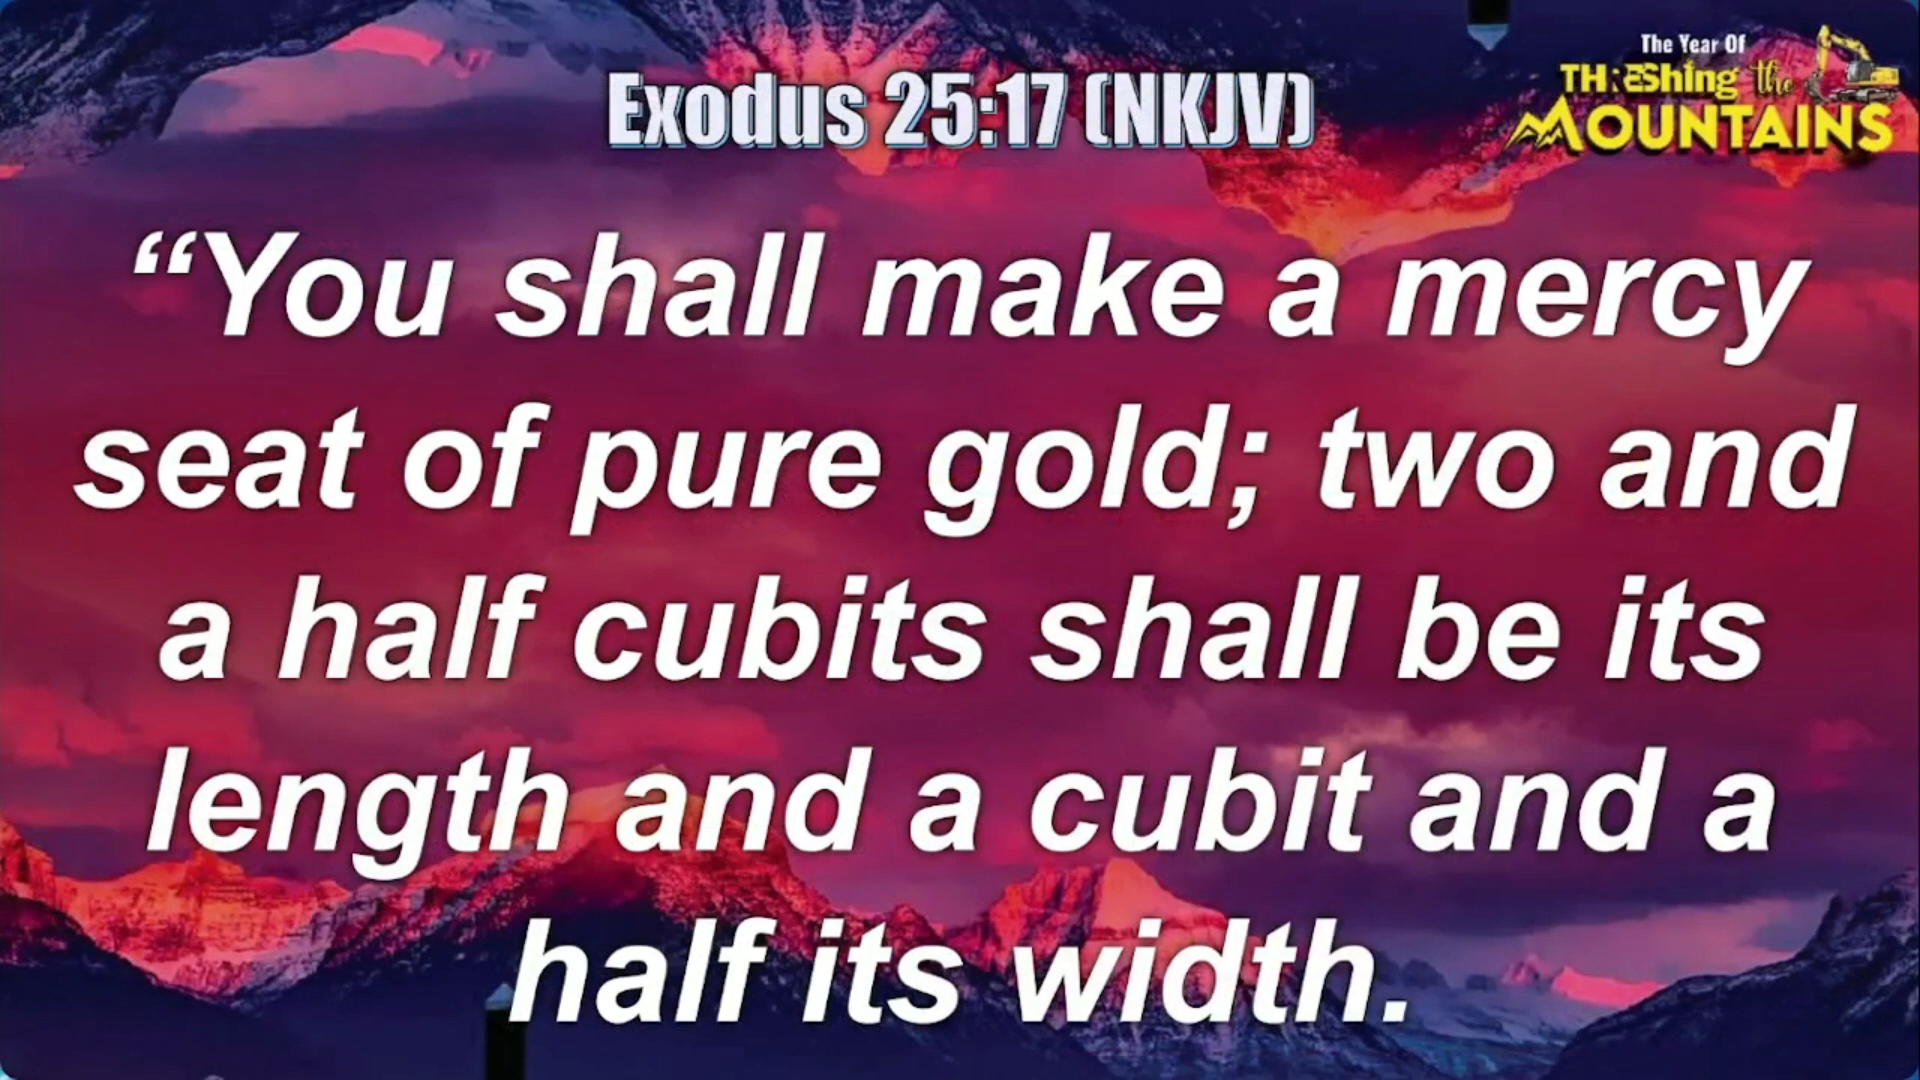 Exodus 25:17 (NKJV)
The Year Of
THrEShing the
MOUNTAINS
“You shall make a mercy
seat of pure gold; two and
a half cubits shall be its
length and a cubit and a
half its width.